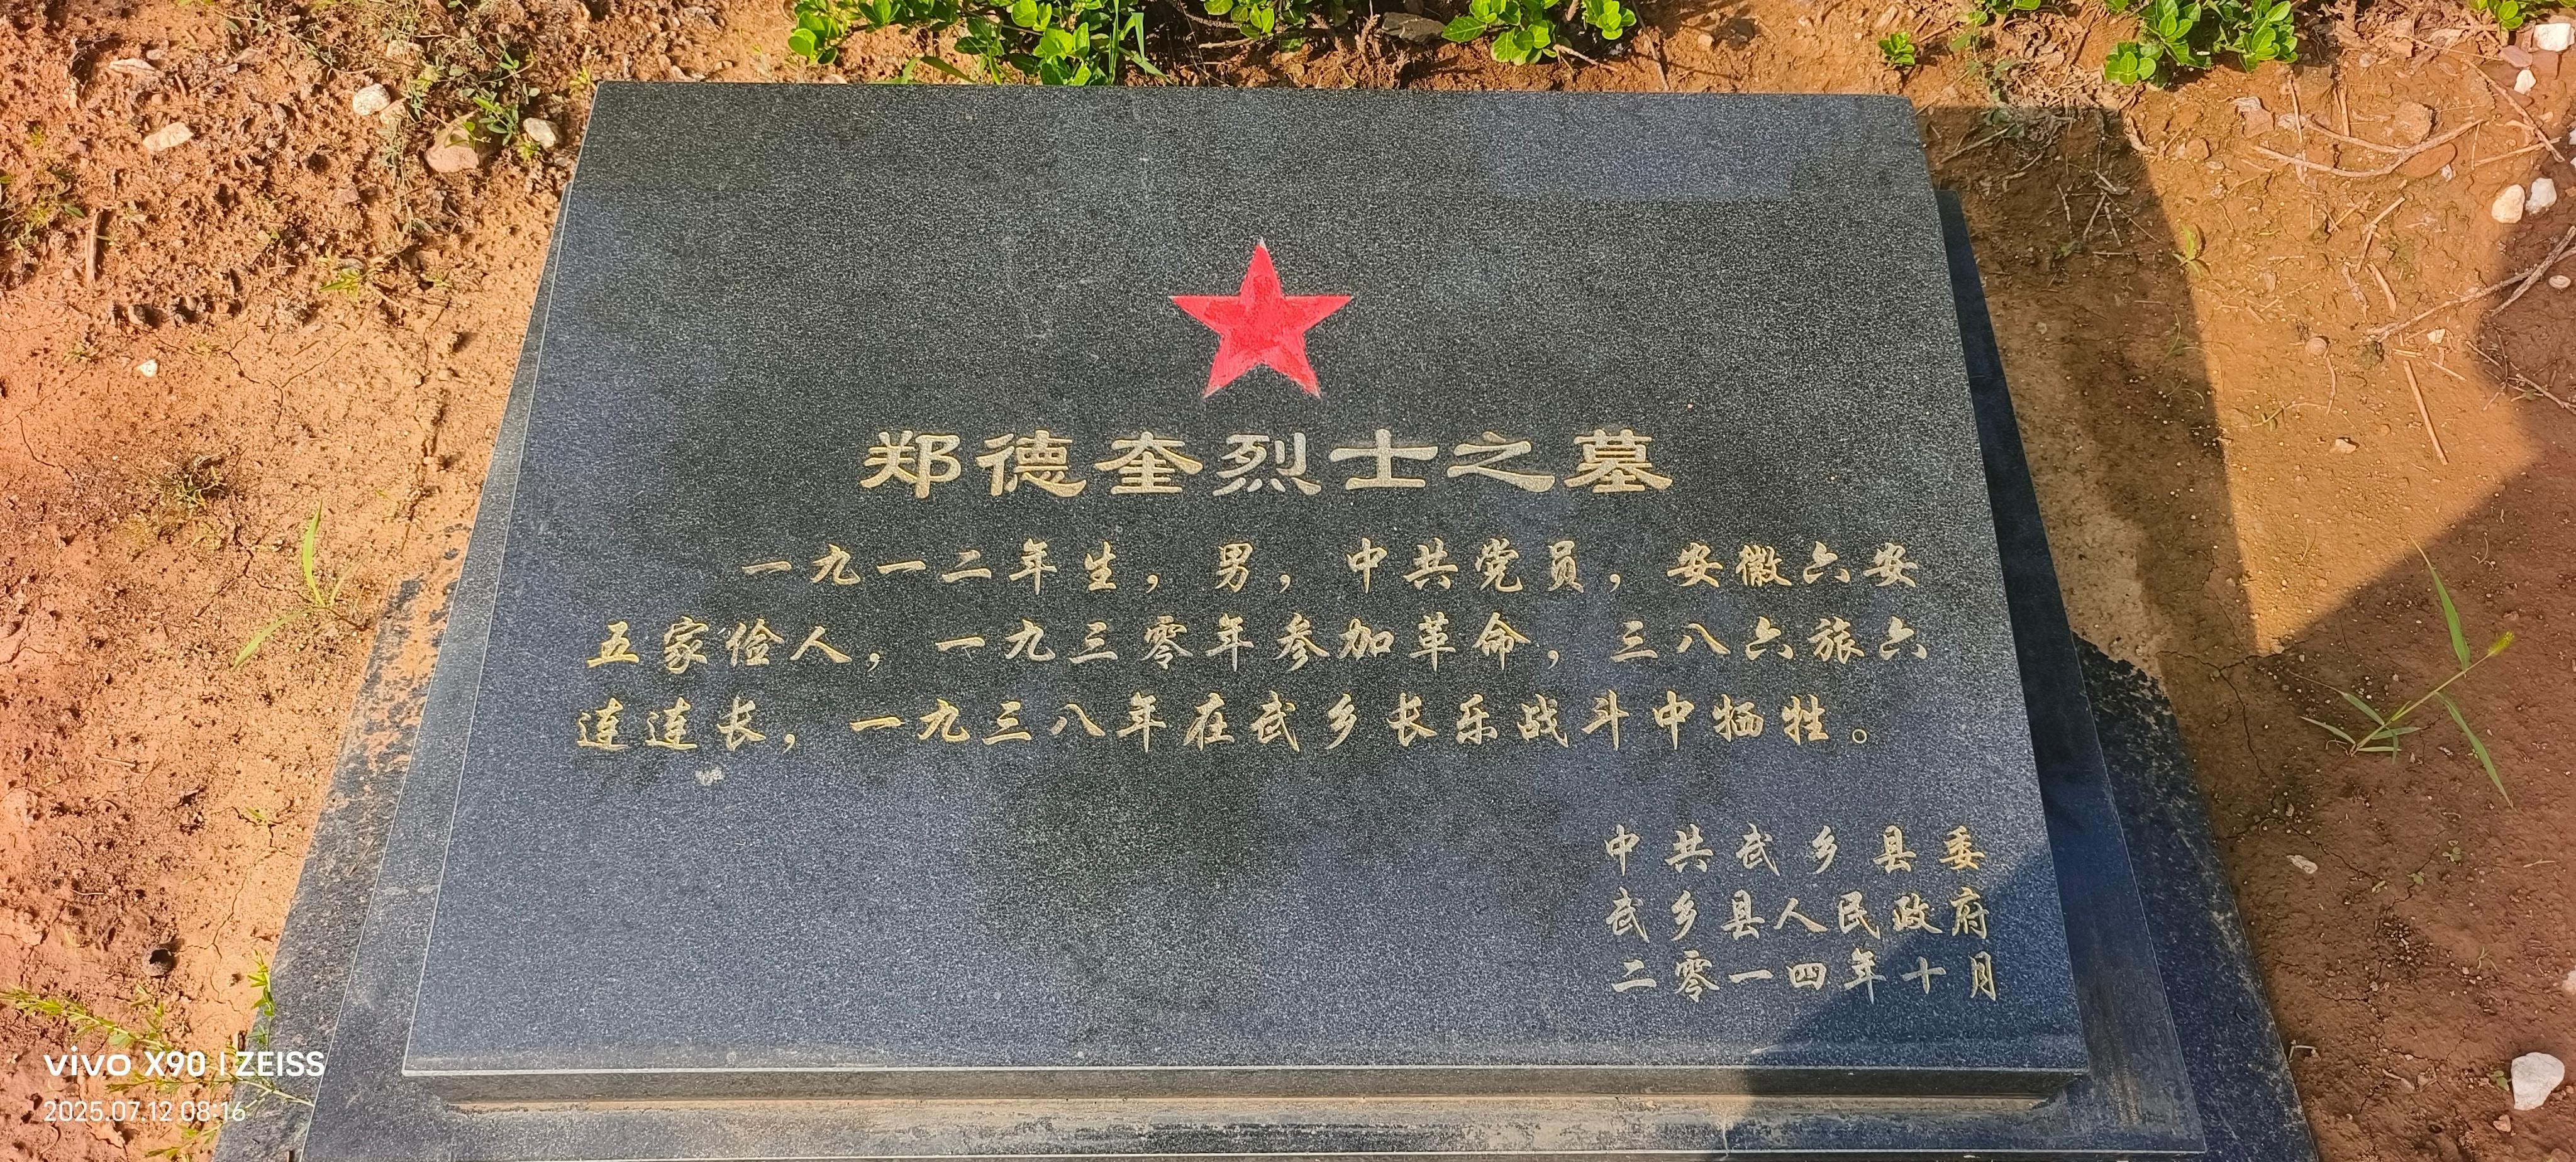 郑德奎烈士之墓
一九一二年生，男，中共党员，安徽六安
五家俭人，一九三零年参加革命，三八六旅六
连连长，一九三八年在武乡长乐战斗中牺牲。
中共武乡县委
武乡县人民政府
二零一四年十月
vivo X90 | ZEISS
2025.07.12 08:16